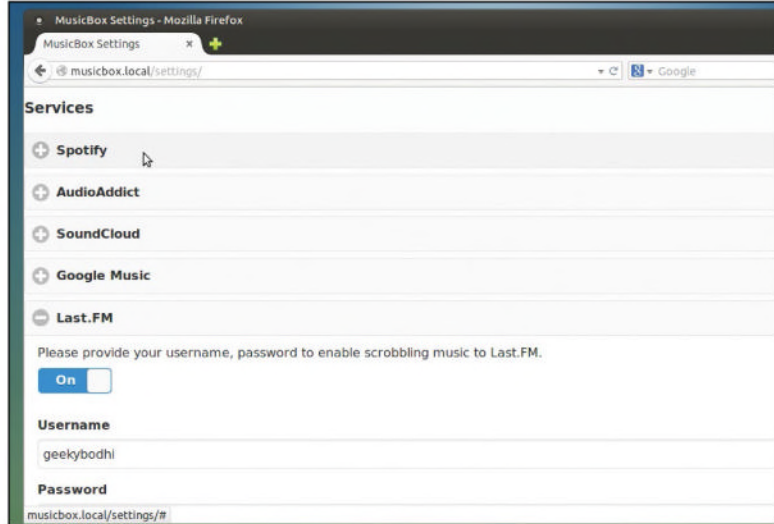 MusicBox Settings - Mozilla Firefox
MusicBox Settings
musicbox.local/settings/
Google
Services
Spotify
AudioAddict
SoundCloud
Google Music
Last.FM
Please provide your username, password to enable scrobbling music to Last.FM.
On
Username
geekybodhi
Password
musicbox.local/settings/#